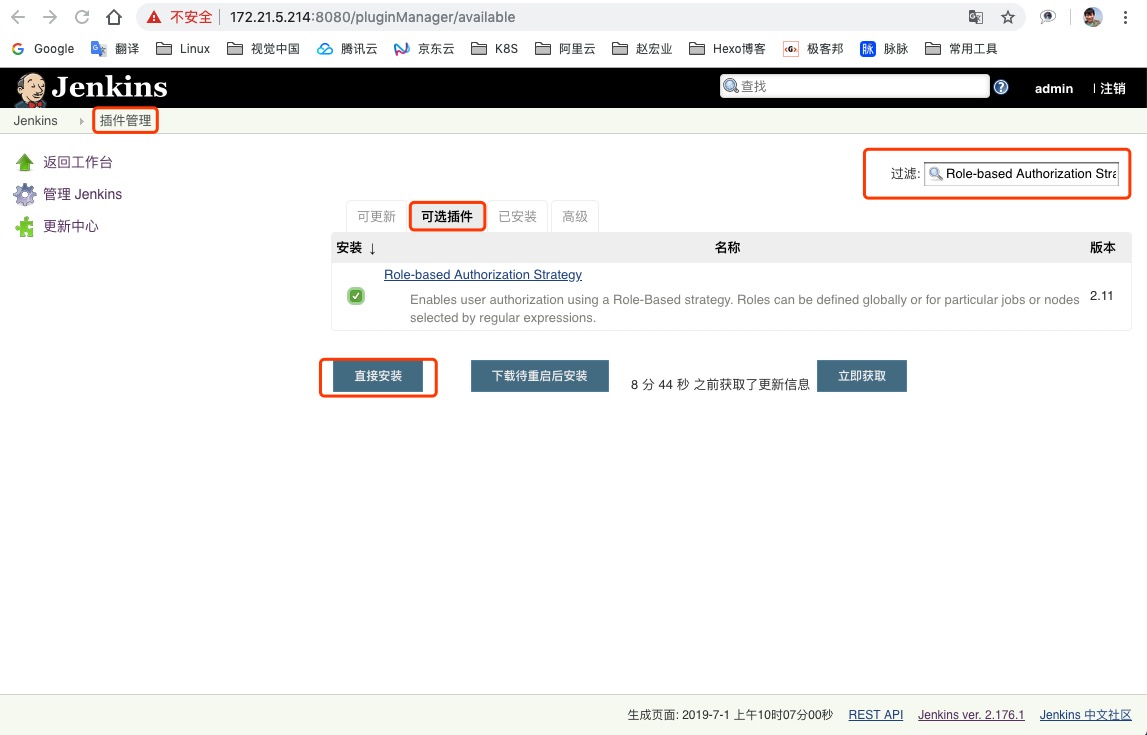 不安全 172.21.5.214:8080/pluginManager/available
Google 翻译 Linux 视觉中国 腾讯云 京东云 K8S 阿里云 赵宏业 Hexo博客 <G> 极客邦 脉 脉脉 常用工具
Jenkins 查找 ? admin | 注销
Jenkins 插件管理
返回工作台
管理 Jenkins
更新中心
过滤: Role-based Authorization Stra
可更新 可选插件 已安装 高级
安装 ↓ 名称 版本
Role-based Authorization Strategy
Enables user authorization using a Role-Based strategy. Roles can be defined globally or for particular jobs or nodes
selected by regular expressions.
2.11
直接安装 下载待重启后安装 8 分 44 秒 之前获取了更新信息 立即获取
生成页面: 2019-7-1 上午10时07分00秒 REST API Jenkins ver. 2.176.1 Jenkins 中文社区